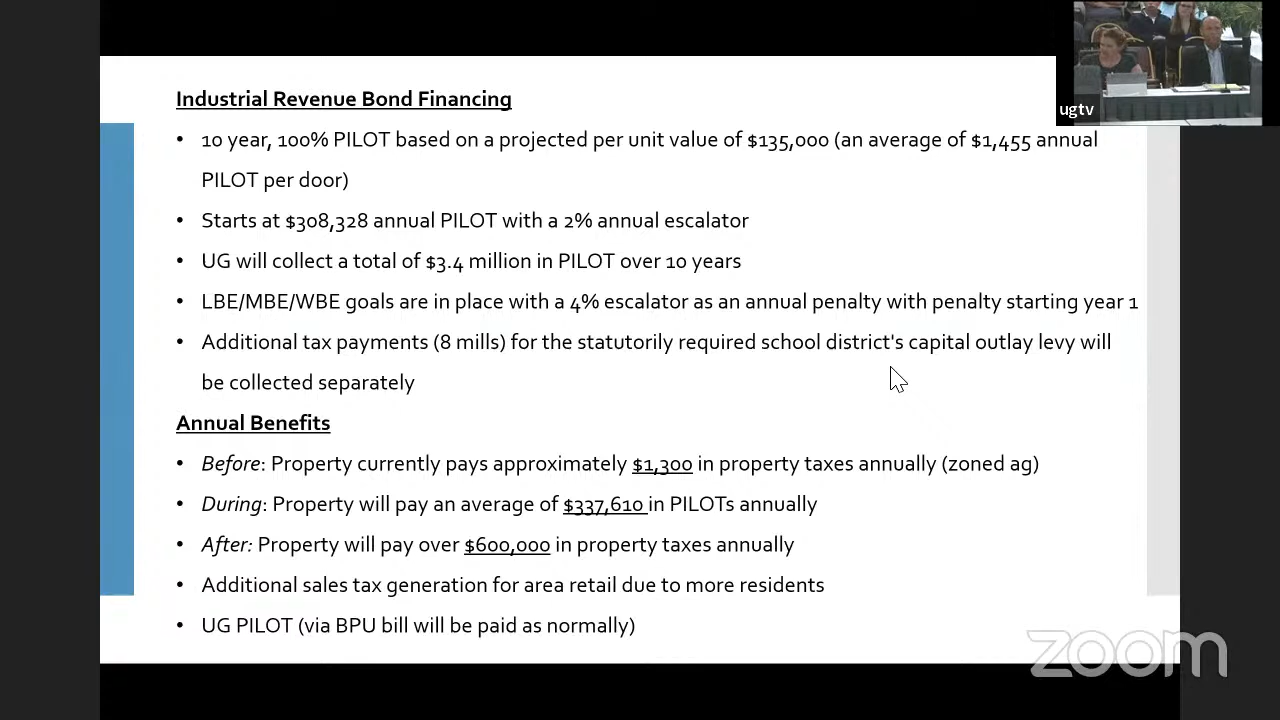 ugtv
Industrial Revenue Bond Financing
• 10 year, 100% PILOT based on a projected per unit value of $135,000 (an average of $1,455 annual
PILOT per door)
• Starts at $308,328 annual PILOT with a 2% annual escalator
• UG will collect a total of $3.4 million in PILOT over 10 years
• LBE/MBE/WBE goals are in place with a 4% escalator as an annual penalty with penalty starting year 1
• Additional tax payments (8 mills) for the statutorily required school district's capital outlay levy will
be collected separately
Annual Benefits
• Before: Property currently pays approximately $1,300 in property taxes annually (zoned ag)
• During: Property will pay an average of $337,610 in PILOTs annually
• After: Property will pay over $600,000 in property taxes annually
• Additional sales tax generation for area retail due to more residents
• UG PILOT (via BPU bill will be paid as normally)
zoom